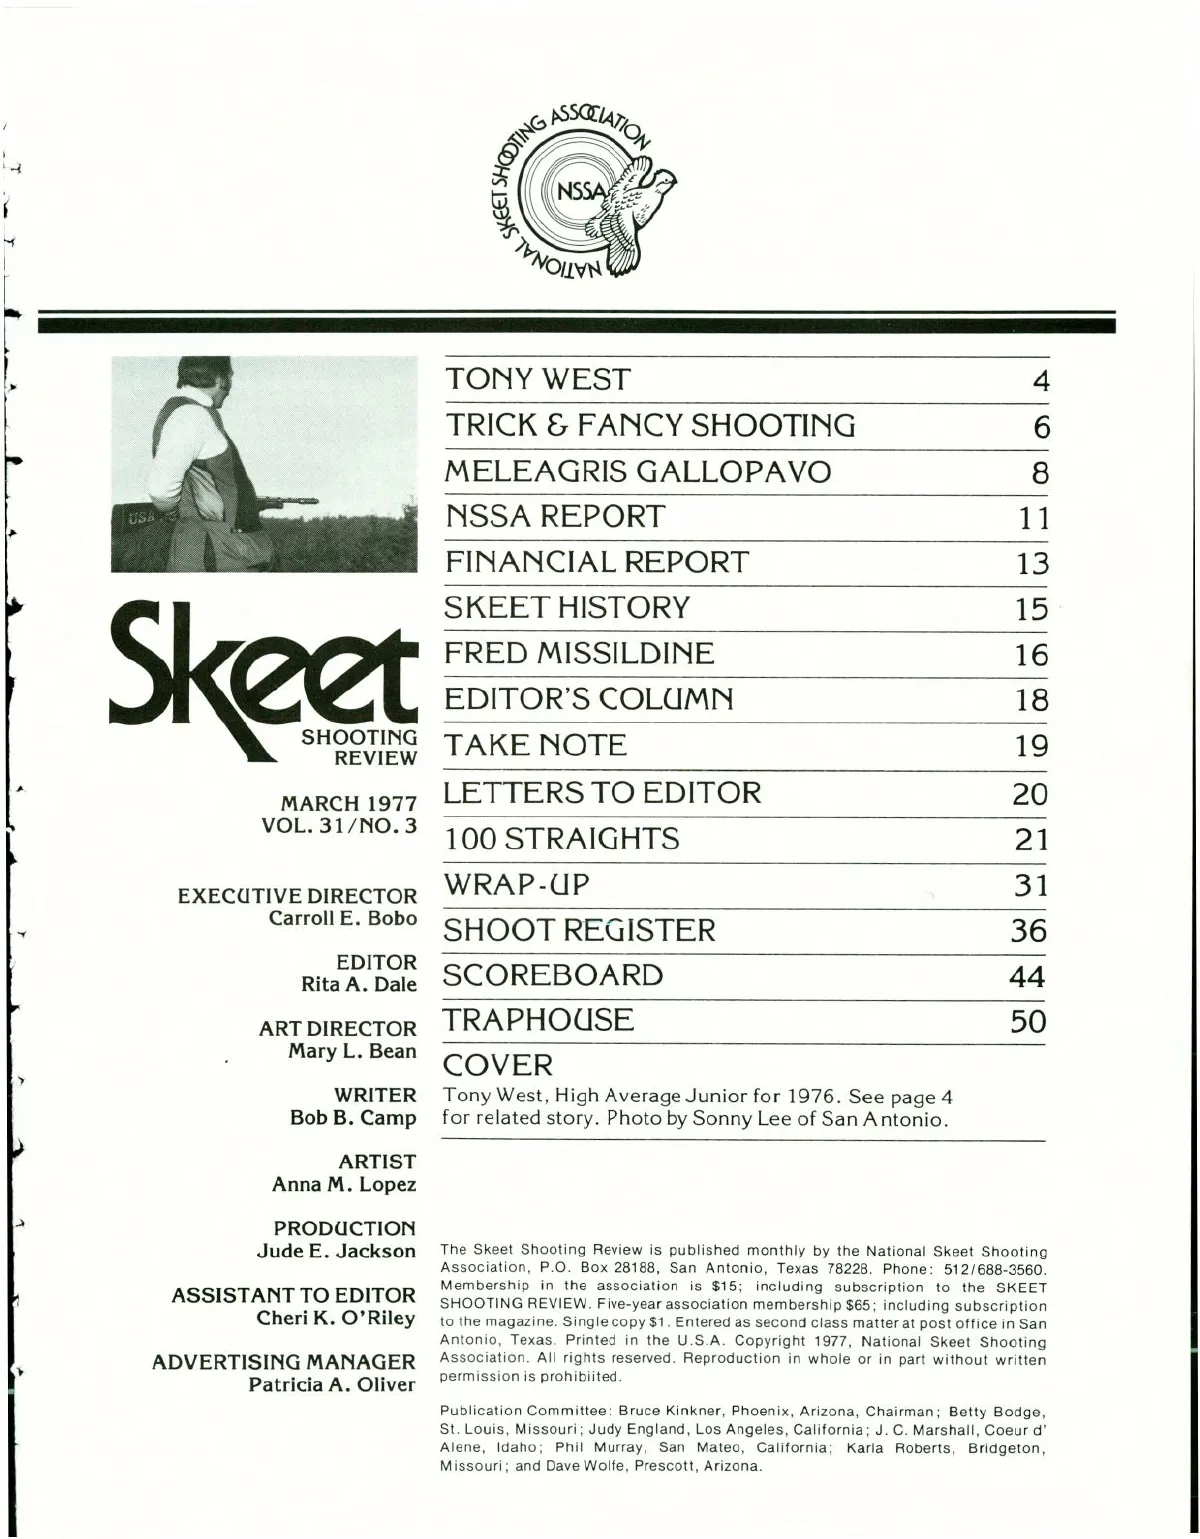 NATIONAL SKEET SHOOTING ASSOCIATION
NSSA
USA
Skeet
SHOOTING
REVIEW
MARCH 1977
VOL. 31/NO. 3
EXECUTIVE DIRECTOR
Carroll E. Bobo
EDITOR
Rita A. Dale
ART DIRECTOR
Mary L. Bean
WRITER
Bob B. Camp
ARTIST
Anna M. Lopez
PRODUCTION
Jude E. Jackson
ASSISTANT TO EDITOR
Cheri K. O'Riley
ADVERTISING MANAGER
Patricia A. Oliver
TONY WEST 4
TRICK & FANCY SHOOTING 6
MELEAGRIS GALLOPAVO 8
NSSA REPORT 11
FINANCIAL REPORT 13
SKEET HISTORY 15
FRED MISSILDINE 16
EDITOR'S COLUMN 18
TAKE NOTE 19
LETTERS TO EDITOR 20
100 STRAIGHTS 21
WRAP-UP 31
SHOOT REGISTER 36
SCOREBOARD 44
TRAPHOUSE 50
COVER
Tony West, High Average Junior for 1976. See page 4
for related story. Photo by Sonny Lee of San Antonio.
The Skeet Shooting Review is published monthly by the National Skeet Shooting
Association, P.O. Box 28188, San Antonio, Texas 78228. Phone: 512/688-3560.
Membership in the association is $15; including subscription to the SKEET
SHOOTING REVIEW. Five-year association membership $65; including subscription
to the magazine. Single copy $1. Entered as second class matter at post office in San
Antonio, Texas. Printed in the U.S.A. Copyright 1977, National Skeet Shooting
Association. All rights reserved. Reproduction in whole or in part without written
permission is prohibiited.
Publication Committee: Bruce Kinkner, Phoenix, Arizona, Chairman; Betty Bodge,
St. Louis, Missouri; Judy England, Los Angeles, California; J. C. Marshall, Coeur d'
Alene, Idaho; Phil Murray, San Mateo, California; Karla Roberts, Bridgeton,
Missouri; and Dave Wolfe, Prescott, Arizona.